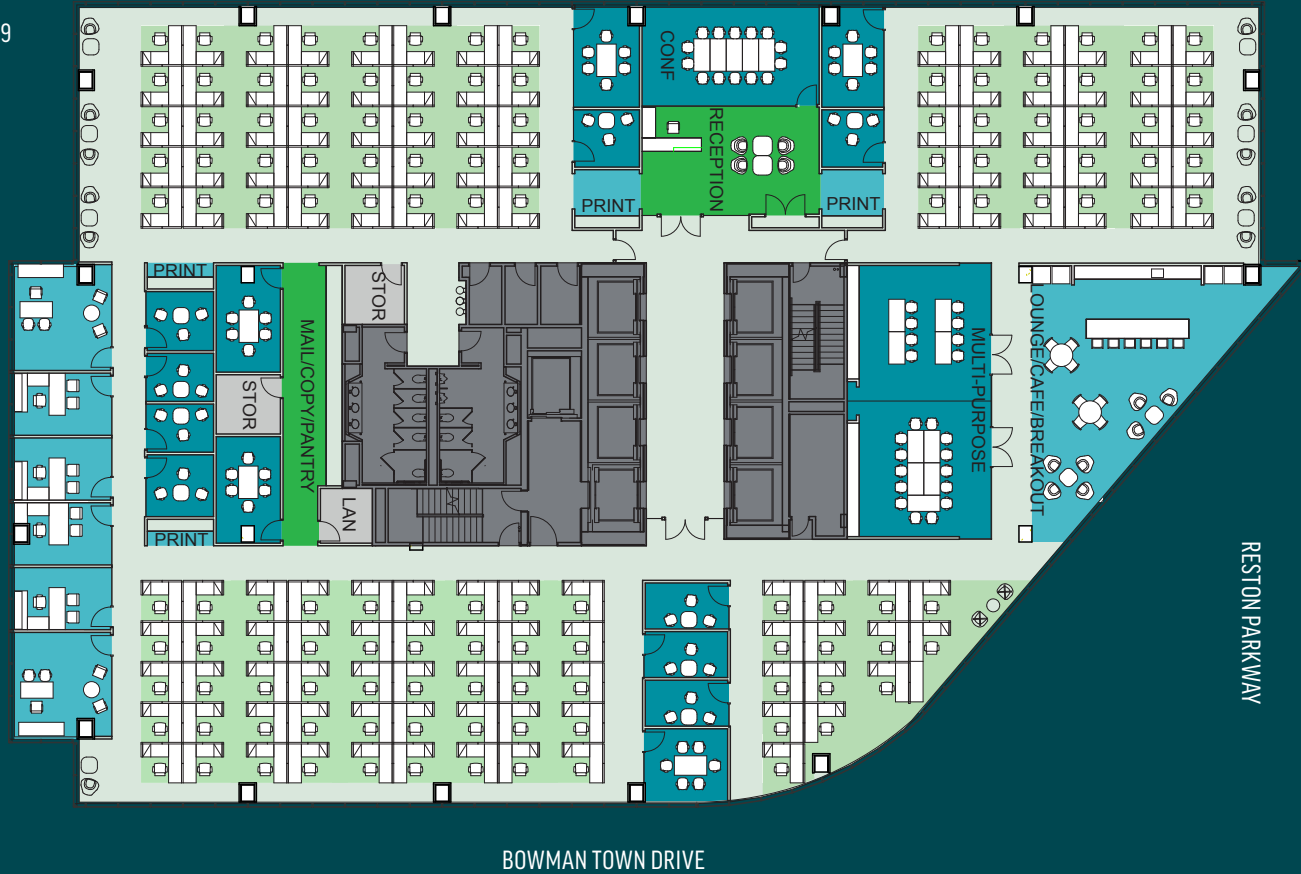 9
CONF
RECEPTION
PRINT
PRINT
PRINT
STOR
MAIL/COPY/PANTRY
STOR
LAN
PRINT
MULTI-PURPOSE
LOUNGE/CAFE/BREAKOUT
RESTON PARKWAY
BOWMAN TOWN DRIVE